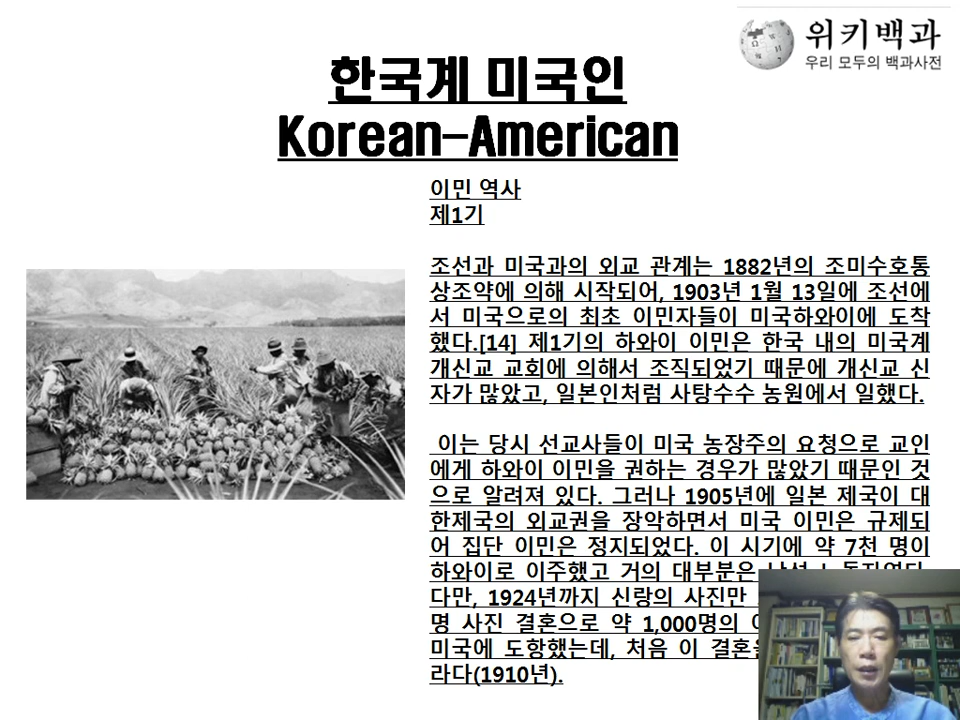 위키백과
우리 모두의 백과사전
한국계 미국인
Korean-American
이민 역사
제1기
조선과 미국과의 외교 관계는 1882년의 조미수호통
상조약에 의해 시작되어, 1903년 1월 13일에 조선에
서 미국으로의 최초 이민자들이 미국하와이에 도착
했다.[14] 제1기의 하와이 이민은 한국 내의 미국계
개신교 교회에 의해서 조직되었기 때문에 개신교 신
자가 많았고, 일본인처럼 사탕수수 농원에서 일했다.
이는 당시 선교사들이 미국 농장주의 요청으로 교인
에게 하와이 이민을 권하는 경우가 많았기 때문인 것
으로 알려져 있다. 그러나 1905년에 일본 제국이 대
한제국의 외교권을 장악하면서 미국 이민은 규제되
어 집단 이민은 정지되었다. 이 시기에 약 7천 명이
하와이로 이주했고 거의 대부분은
다만, 1924년까지 신랑의 사진만
명 사진 결혼으로 약 1,000명의
미국에 도항했는데, 처음 이 결혼
라다(1910년).